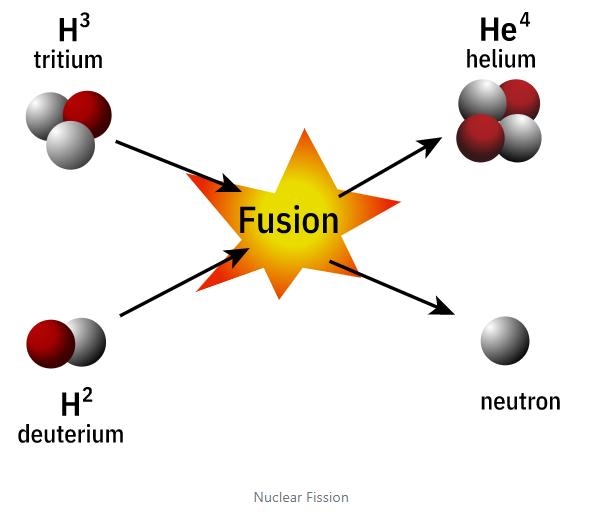 H³
tritium
He⁴
helium
Fusion
H²
deuterium
neutron
Nuclear Fission